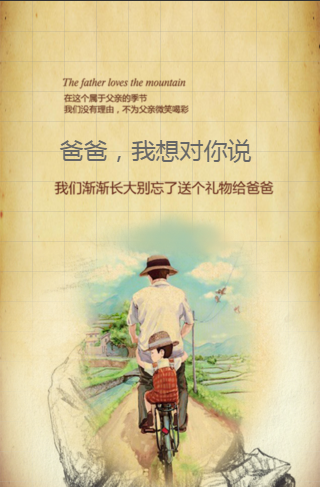 The father loves the mountain
在这个属于父亲的季节
我们没有理由，不为父亲微笑喝彩
爸爸，我想对你说
我们渐渐长大别忘了送个礼物给爸爸